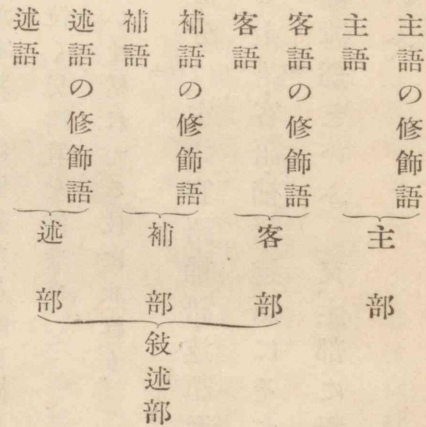 主語の修飾語
主語
主部
客語の修飾語
客語
客部
補語の修飾語
補語
補部
述語の修飾語
述語
述部
敍述部